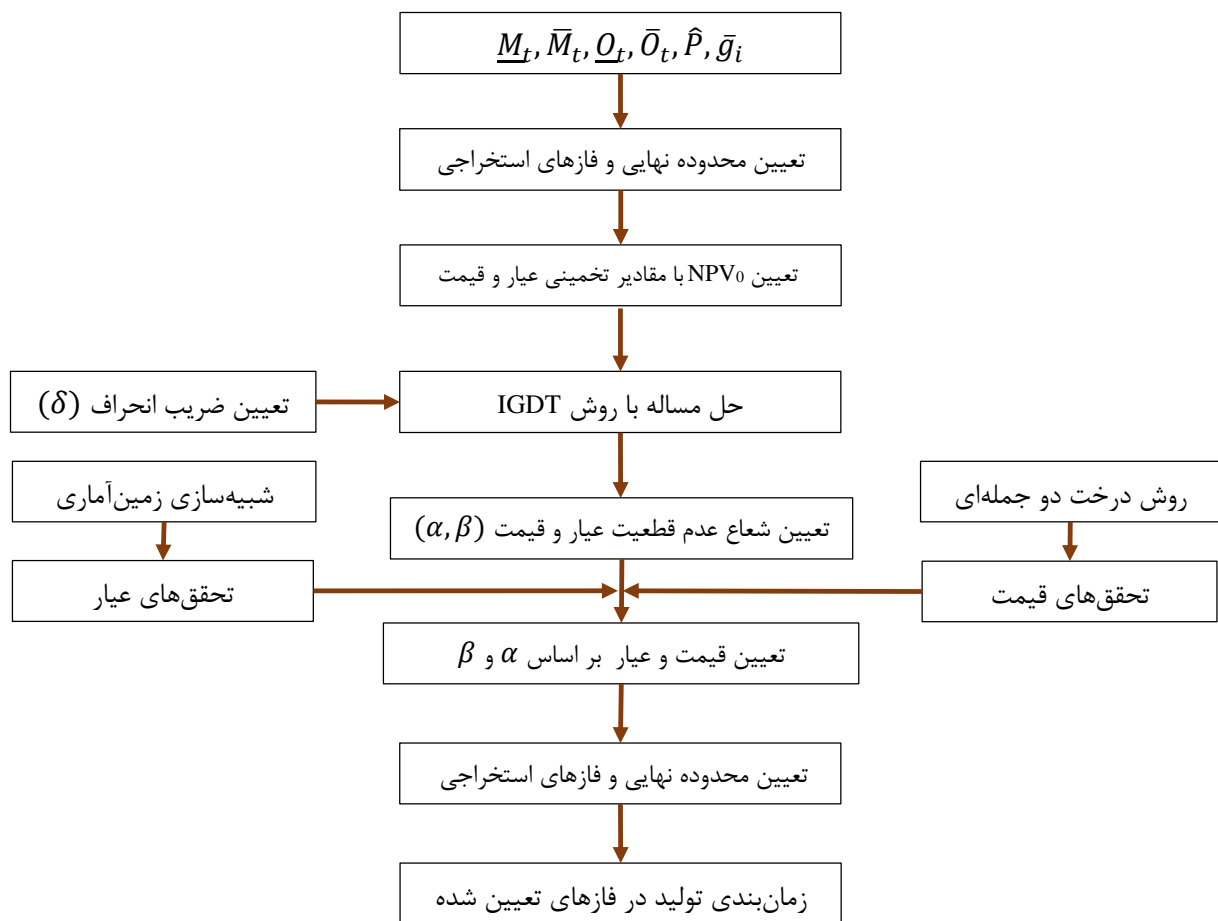 M̲ₜ, M̄ₜ, O̲ₜ, Ōₜ, P̂, ḡᵢ
تعیین محدوده نهایی و فازهای استخراجی
تعیین NPV₀ با مقادیر تخمینی عیار و قیمت
حل مساله با روش IGDT
تعیین ضریب انحراف (δ)
شبیه‌سازی زمین‌آماری
روش درخت دو جمله‌ای
تعیین شعاع عدم قطعیت عیار و قیمت (α, β)
تحقق‌های عیار
تحقق‌های قیمت
تعیین قیمت و عیار بر اساس α و β
تعیین محدوده نهایی و فازهای استخراجی
زمان‌بندی تولید در فازهای تعیین شده